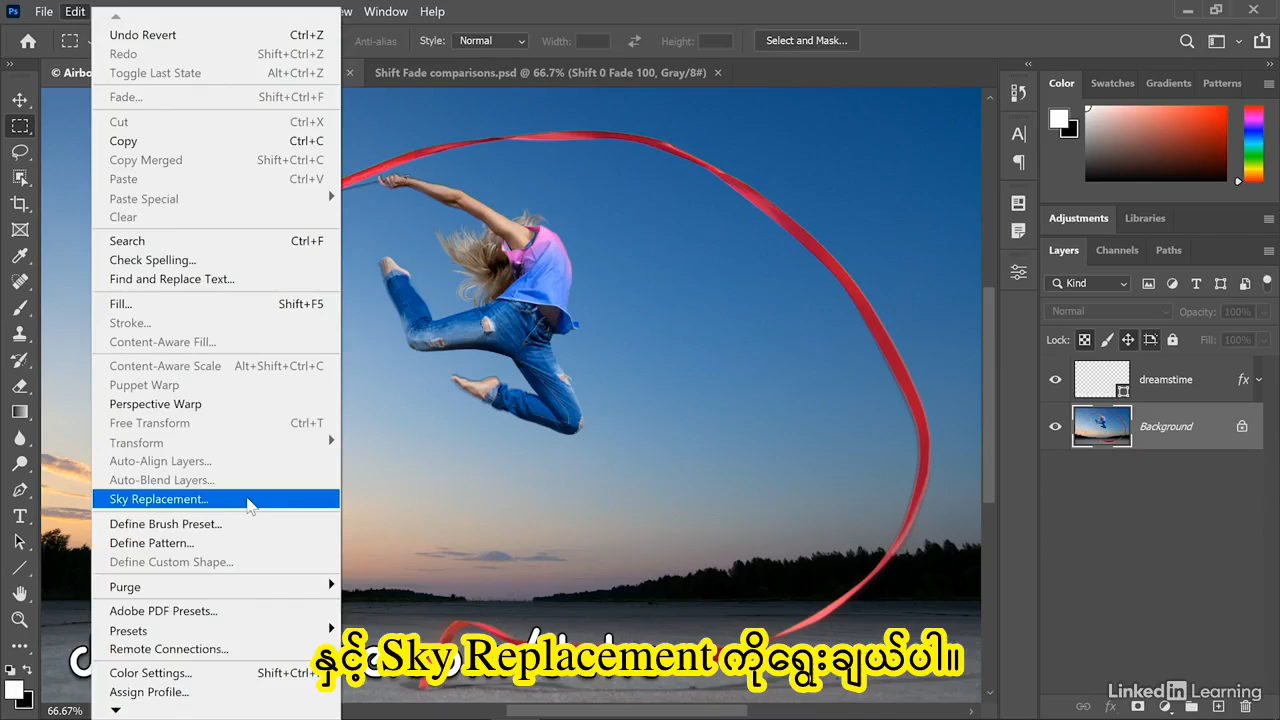 Ps File Edit Window Help
Anti-alias Style: Normal Width: Height: Select and Mask...
Shift Fade comparisons.psd @ 66.7% (Shift 0 Fade 100, Gray/8#)
Undo Revert Ctrl+Z
Redo Shift+Ctrl+Z
Toggle Last State Alt+Ctrl+Z
Fade... Shift+Ctrl+F
Cut Ctrl+X
Copy Ctrl+C
Copy Merged Shift+Ctrl+C
Paste Ctrl+V
Paste Special
Clear
Search Ctrl+F
Check Spelling...
Find and Replace Text...
Fill... Shift+F5
Stroke...
Content-Aware Fill...
Content-Aware Scale Alt+Shift+Ctrl+C
Puppet Warp
Perspective Warp
Free Transform Ctrl+T
Transform
Auto-Align Layers...
Auto-Blend Layers...
Sky Replacement...
Define Brush Preset...
Define Pattern...
Define Custom Shape...
Purge
Adobe PDF Presets...
Presets
Remote Connections...
Color Settings...
Assign Profile...
Color Swatches Gradients Patterns
Adjustments Libraries
Layers Channels Paths
Kind
Normal Opacity: 100%
Lock: Fill: 100%
dreamstime fx
Background
နှင့် Sky Replacement ကိုရွေးချယ်ပါ။
66.67%
LinkedIn Learning